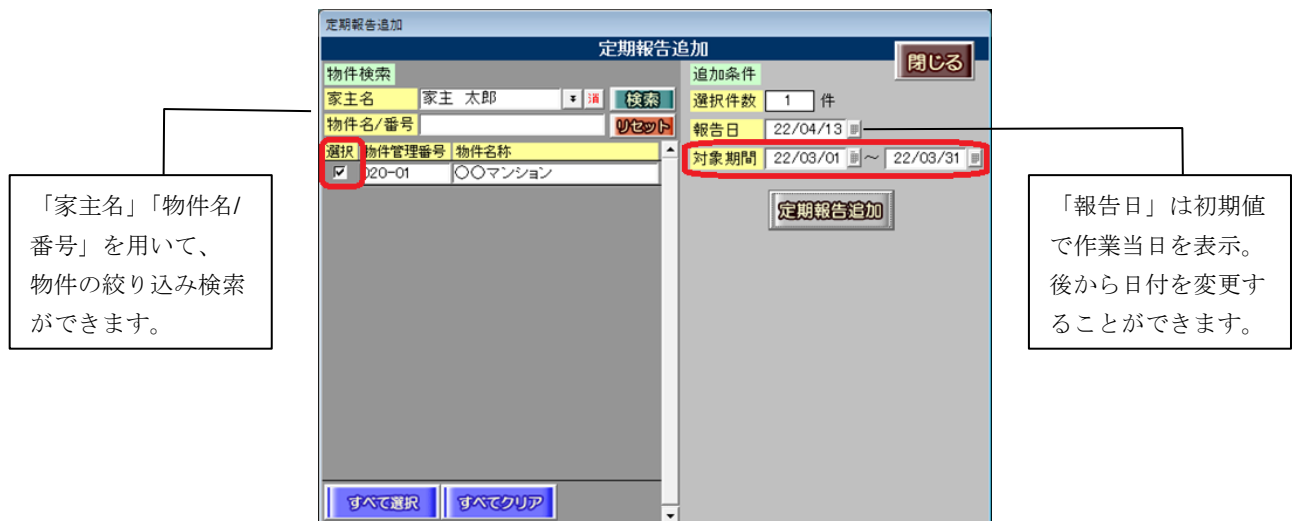 定期報告追加
定期報告追加
閉じる
物件検索
家主名 家主 太郎 消 検索
物件名/番号 リセット
選択 物件管理番号 物件名称
020-01 〇〇マンション
すべて選択 すべてクリア
追加条件
選択件数 1 件
報告日 22/04/13
対象期間 22/03/01 ～ 22/03/31
定期報告追加
「家主名」「物件名/
番号」を用いて、
物件の絞り込み検索
ができます。
「報告日」は初期値
で作業当日を表示。
後から日付を変更す
ることができます。